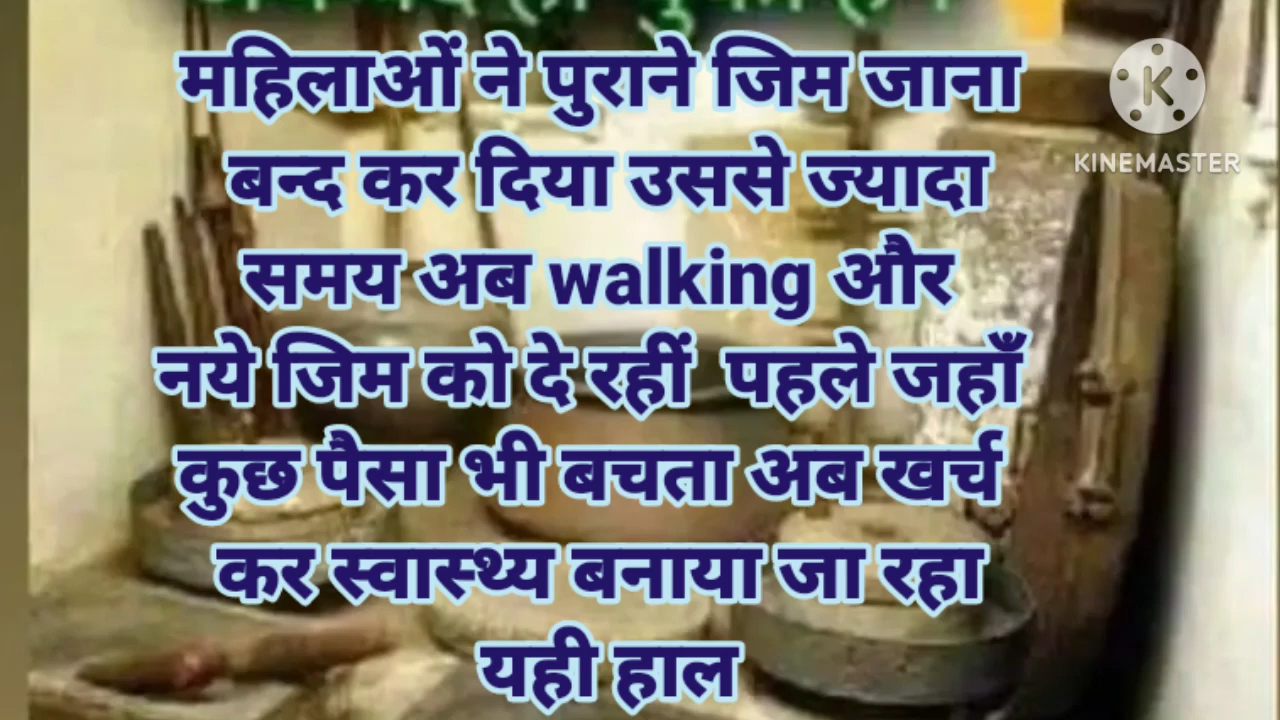 महिलाओं ने पुराने जिम जाना
बन्द कर दिया उससे ज्यादा
समय अब walking और
नये जिम को दे रहीं पहले जहाँ
कुछ पैसा भी बचता अब खर्च
कर स्वास्थ्य बनाया जा रहा
यही हाल
K
KINEMASTER